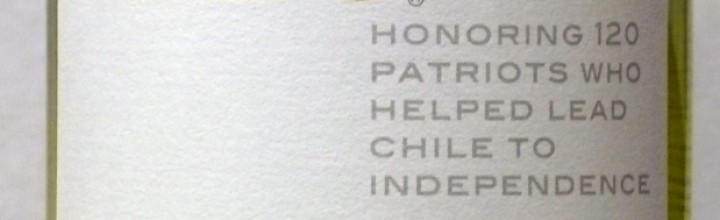 HONORING 120
PATRIOTS WHO
HELPED LEAD
CHILE TO
INDEPENDENCE